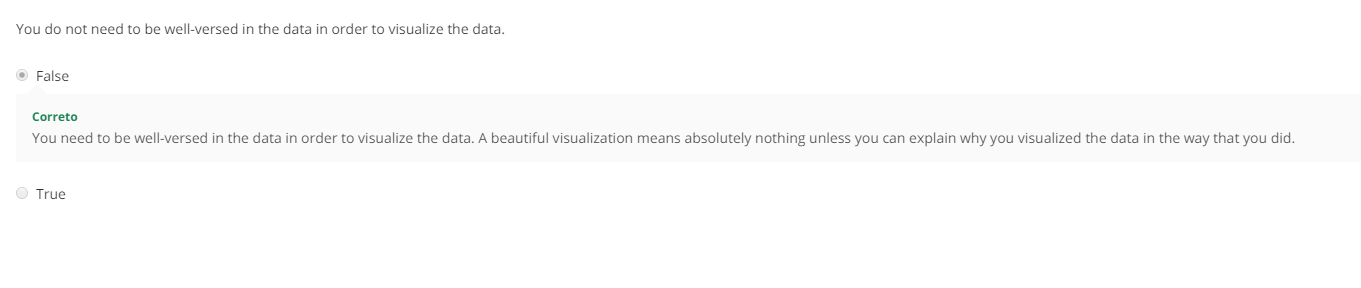 You do not need to be well-versed in the data in order to visualize the data.
False
Correto
You need to be well-versed in the data in order to visualize the data. A beautiful visualization means absolutely nothing unless you can explain why you visualized the data in the way that you did.
True